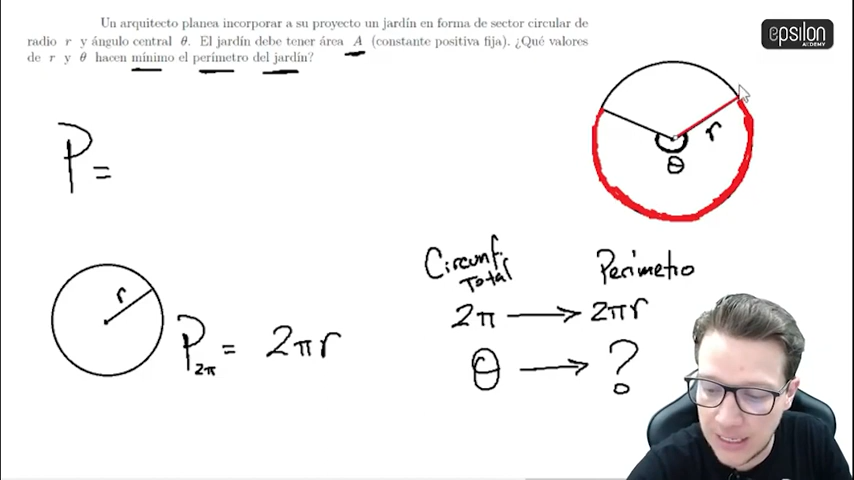 Un arquitecto planea incorporar a su proyecto un jardín en forma de sector circular de
radio r y ángulo central θ. El jardín debe tener área A (constante positiva fija). ¿Qué valores
de r y θ hacen mínimo el perímetro del jardín?
epsilon
ACADEMY
P =
r
θ
Circunf. Perímetro
Total
2π → 2πr
θ → ?
r
P2π = 2πr